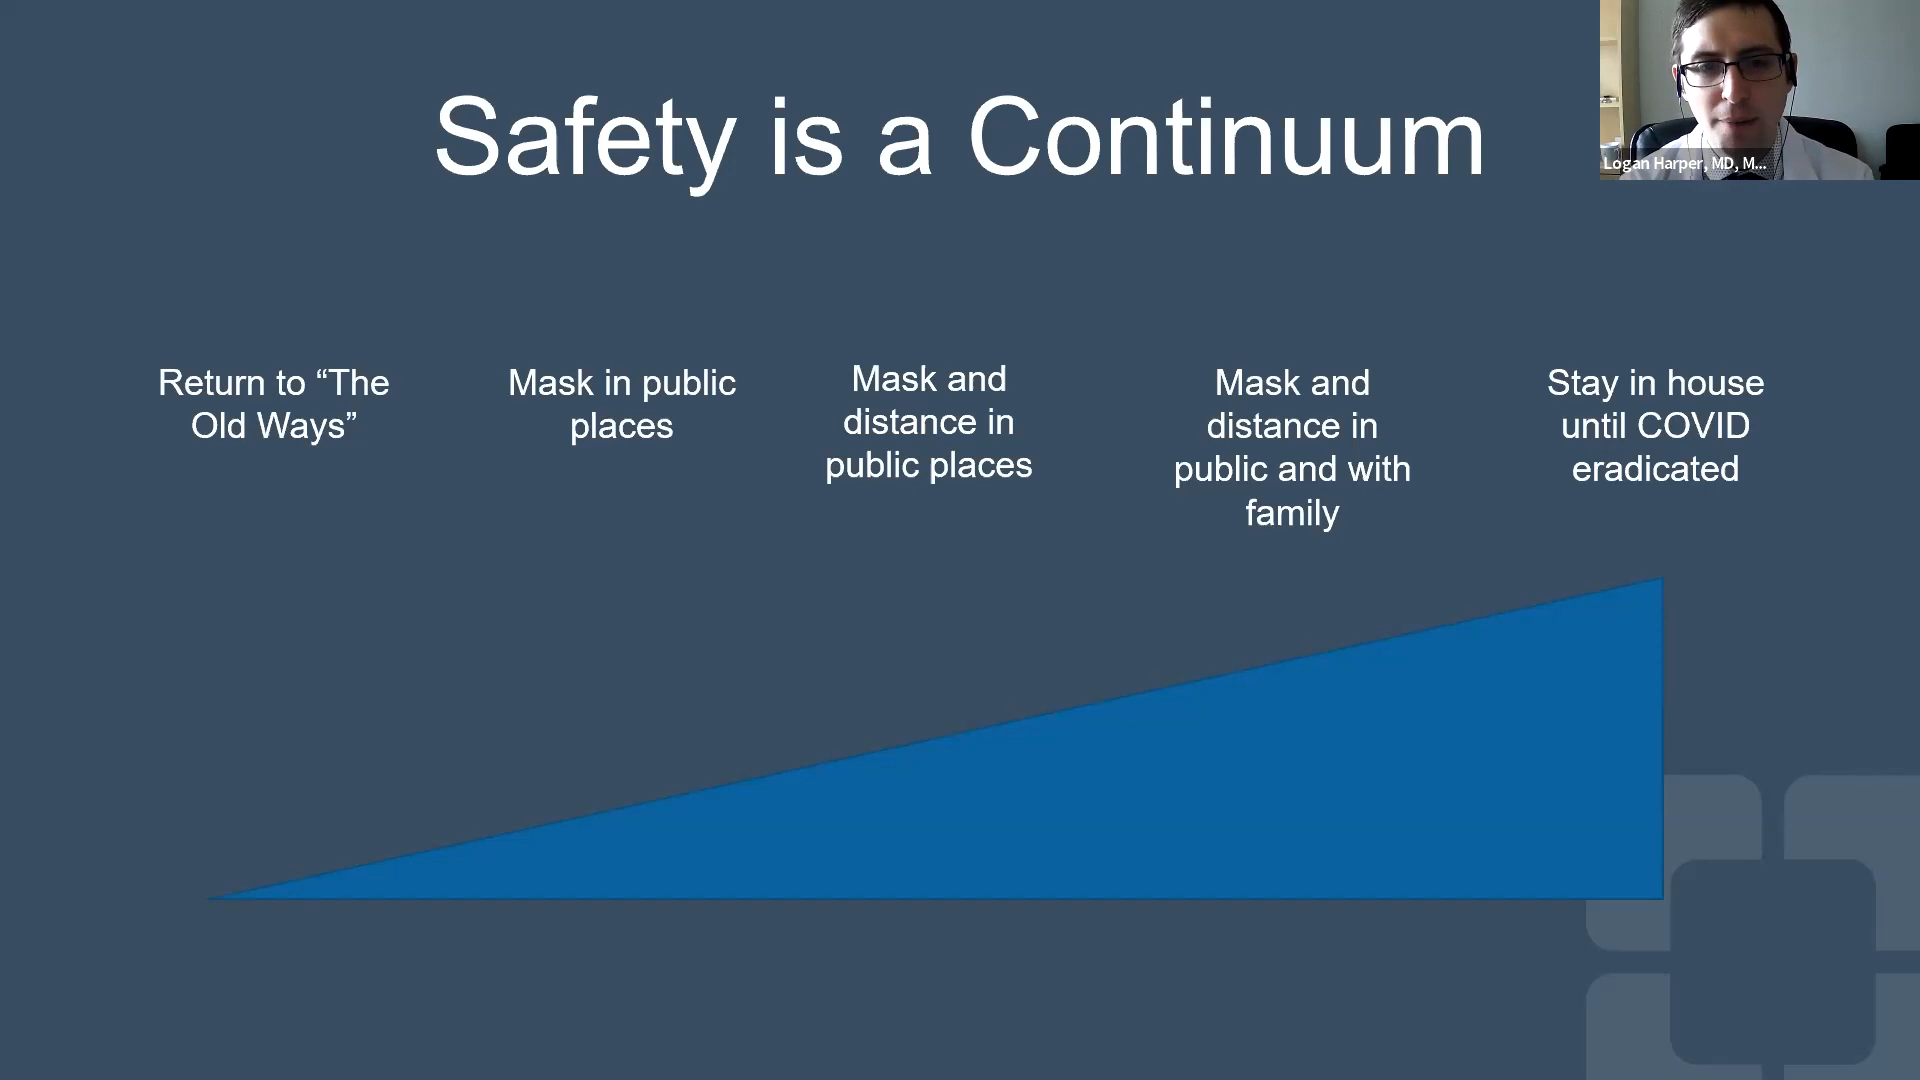 Safety is a Continuum
Logan Harper, MD, M...
Return to “The
Old Ways”
Mask in public
places
Mask and
distance in
public places
Mask and
distance in
public and with
family
Stay in house
until COVID
eradicated